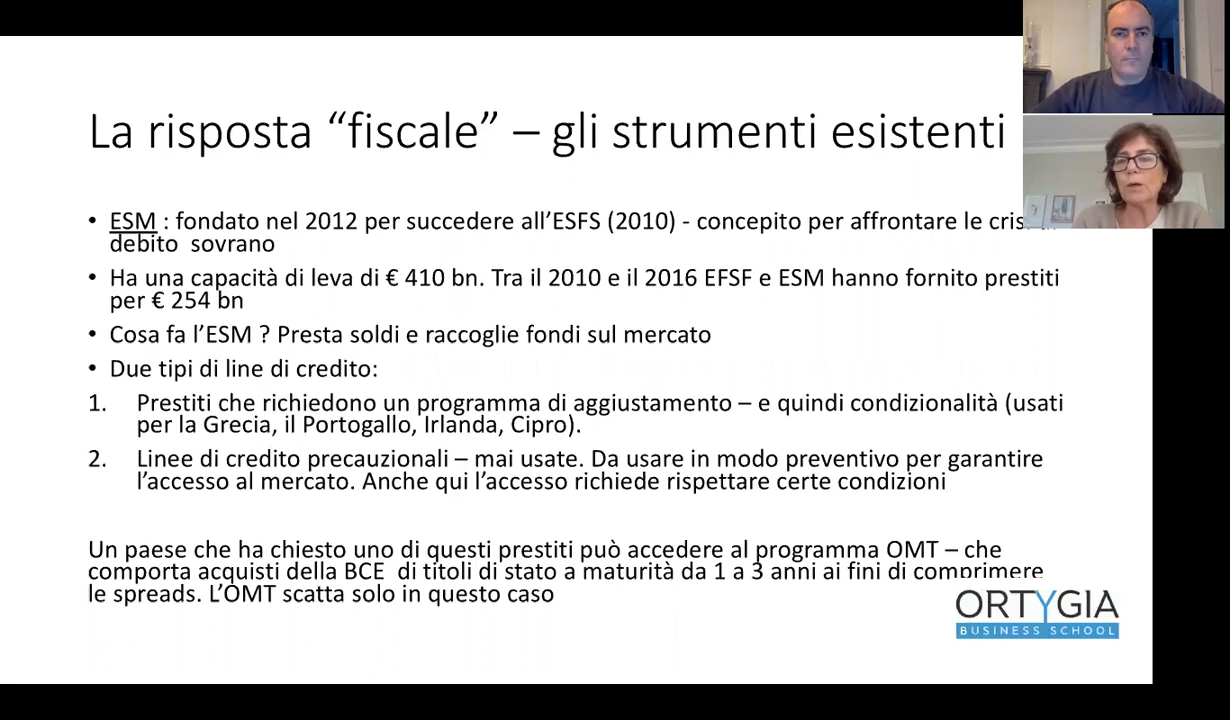 La risposta “fiscale” – gli strumenti esistenti
• ESM : fondato nel 2012 per succedere all’ESFS (2010) - concepito per affrontare le
debito sovrano
• Ha una capacità di leva di € 410 bn. Tra il 2010 e il 2016 EFSF e ESM hanno fornito prestiti
per € 254 bn
• Cosa fa l’ESM ? Presta soldi e raccoglie fondi sul mercato
• Due tipi di line di credito:
1. Prestiti che richiedono un programma di aggiustamento – e quindi condizionalità (usati
per la Grecia, il Portogallo, Irlanda, Cipro).
2. Linee di credito precauzionali – mai usate. Da usare in modo preventivo per garantire
l’accesso al mercato. Anche qui l’accesso richiede rispettare certe condizioni
Un paese che ha chiesto uno di questi prestiti può accedere al programma OMT – che
comporta acquisti della BCE di titoli di stato a maturità da 1 a 3 anni ai fini di comprimere
le spreads. L’OMT scatta solo in questo caso
ORTYGIA
BUSINESS SCHOOL